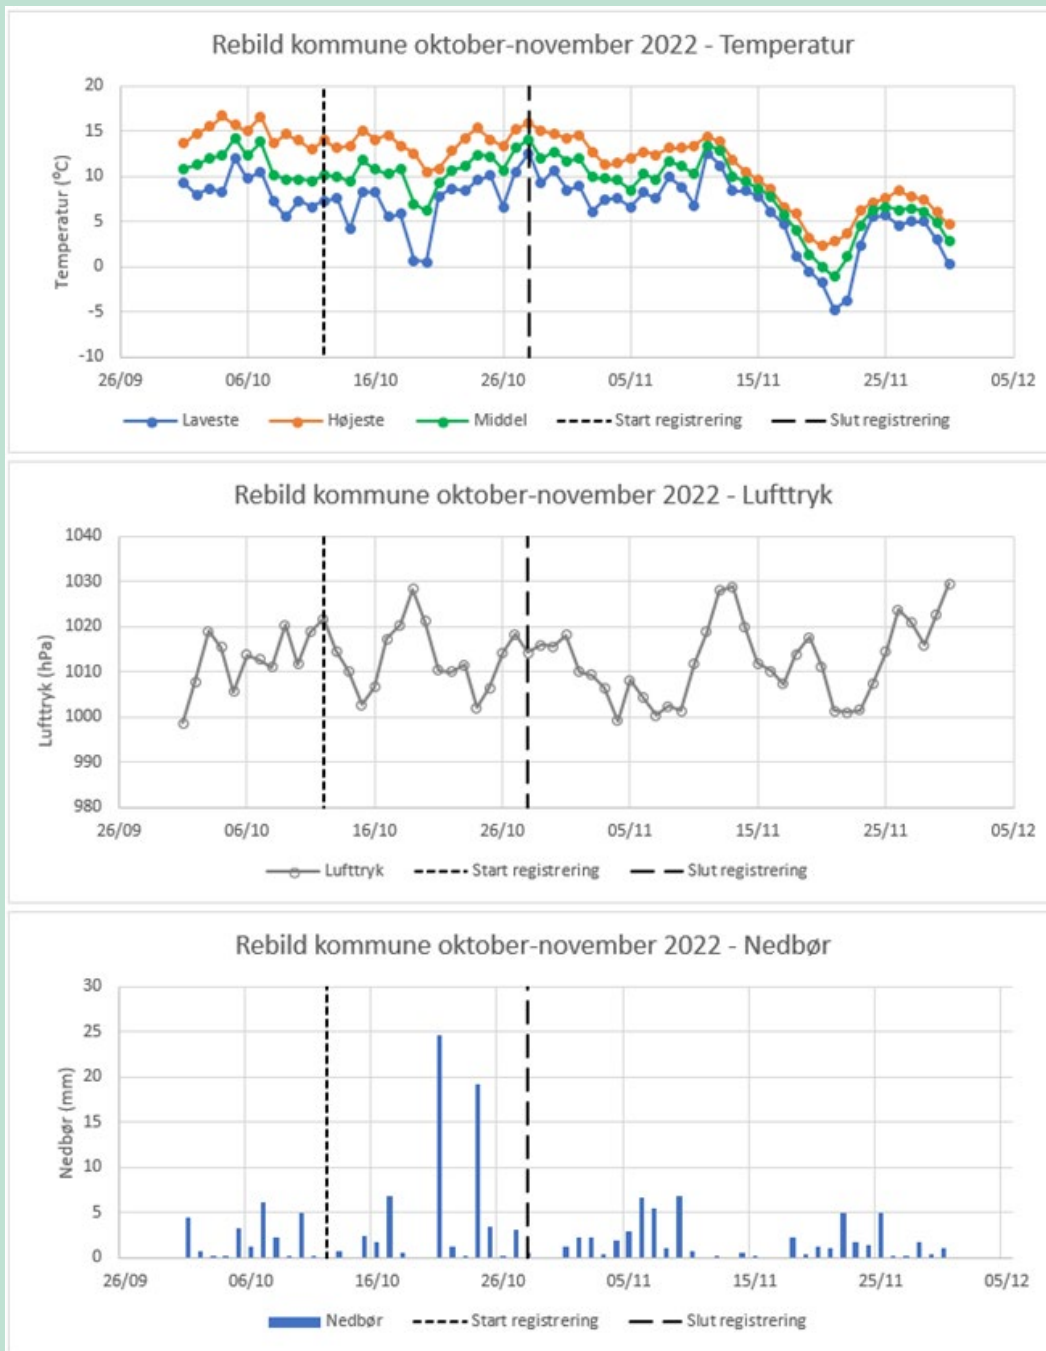 Rebild kommune oktober-november 2022 - Temperatur
20
15
10
5
0
-5
-10
Temperatur (°C)
26/09 06/10 16/10 26/10 05/11 15/11 25/11 05/12
Laveste Højeste Middel Start registrering Slut registrering
Rebild kommune oktober-november 2022 - Lufttryk
1040
1030
1020
1010
1000
990
980
Lufttryk (hPa)
26/09 06/10 16/10 26/10 05/11 15/11 25/11 05/12
Lufttryk Start registrering Slut registrering
Rebild kommune oktober-november 2022 - Nedbør
30
25
20
15
10
5
0
Nedbør (mm)
26/09 06/10 16/10 26/10 05/11 15/11 25/11 05/12
Nedbør Start registrering Slut registrering